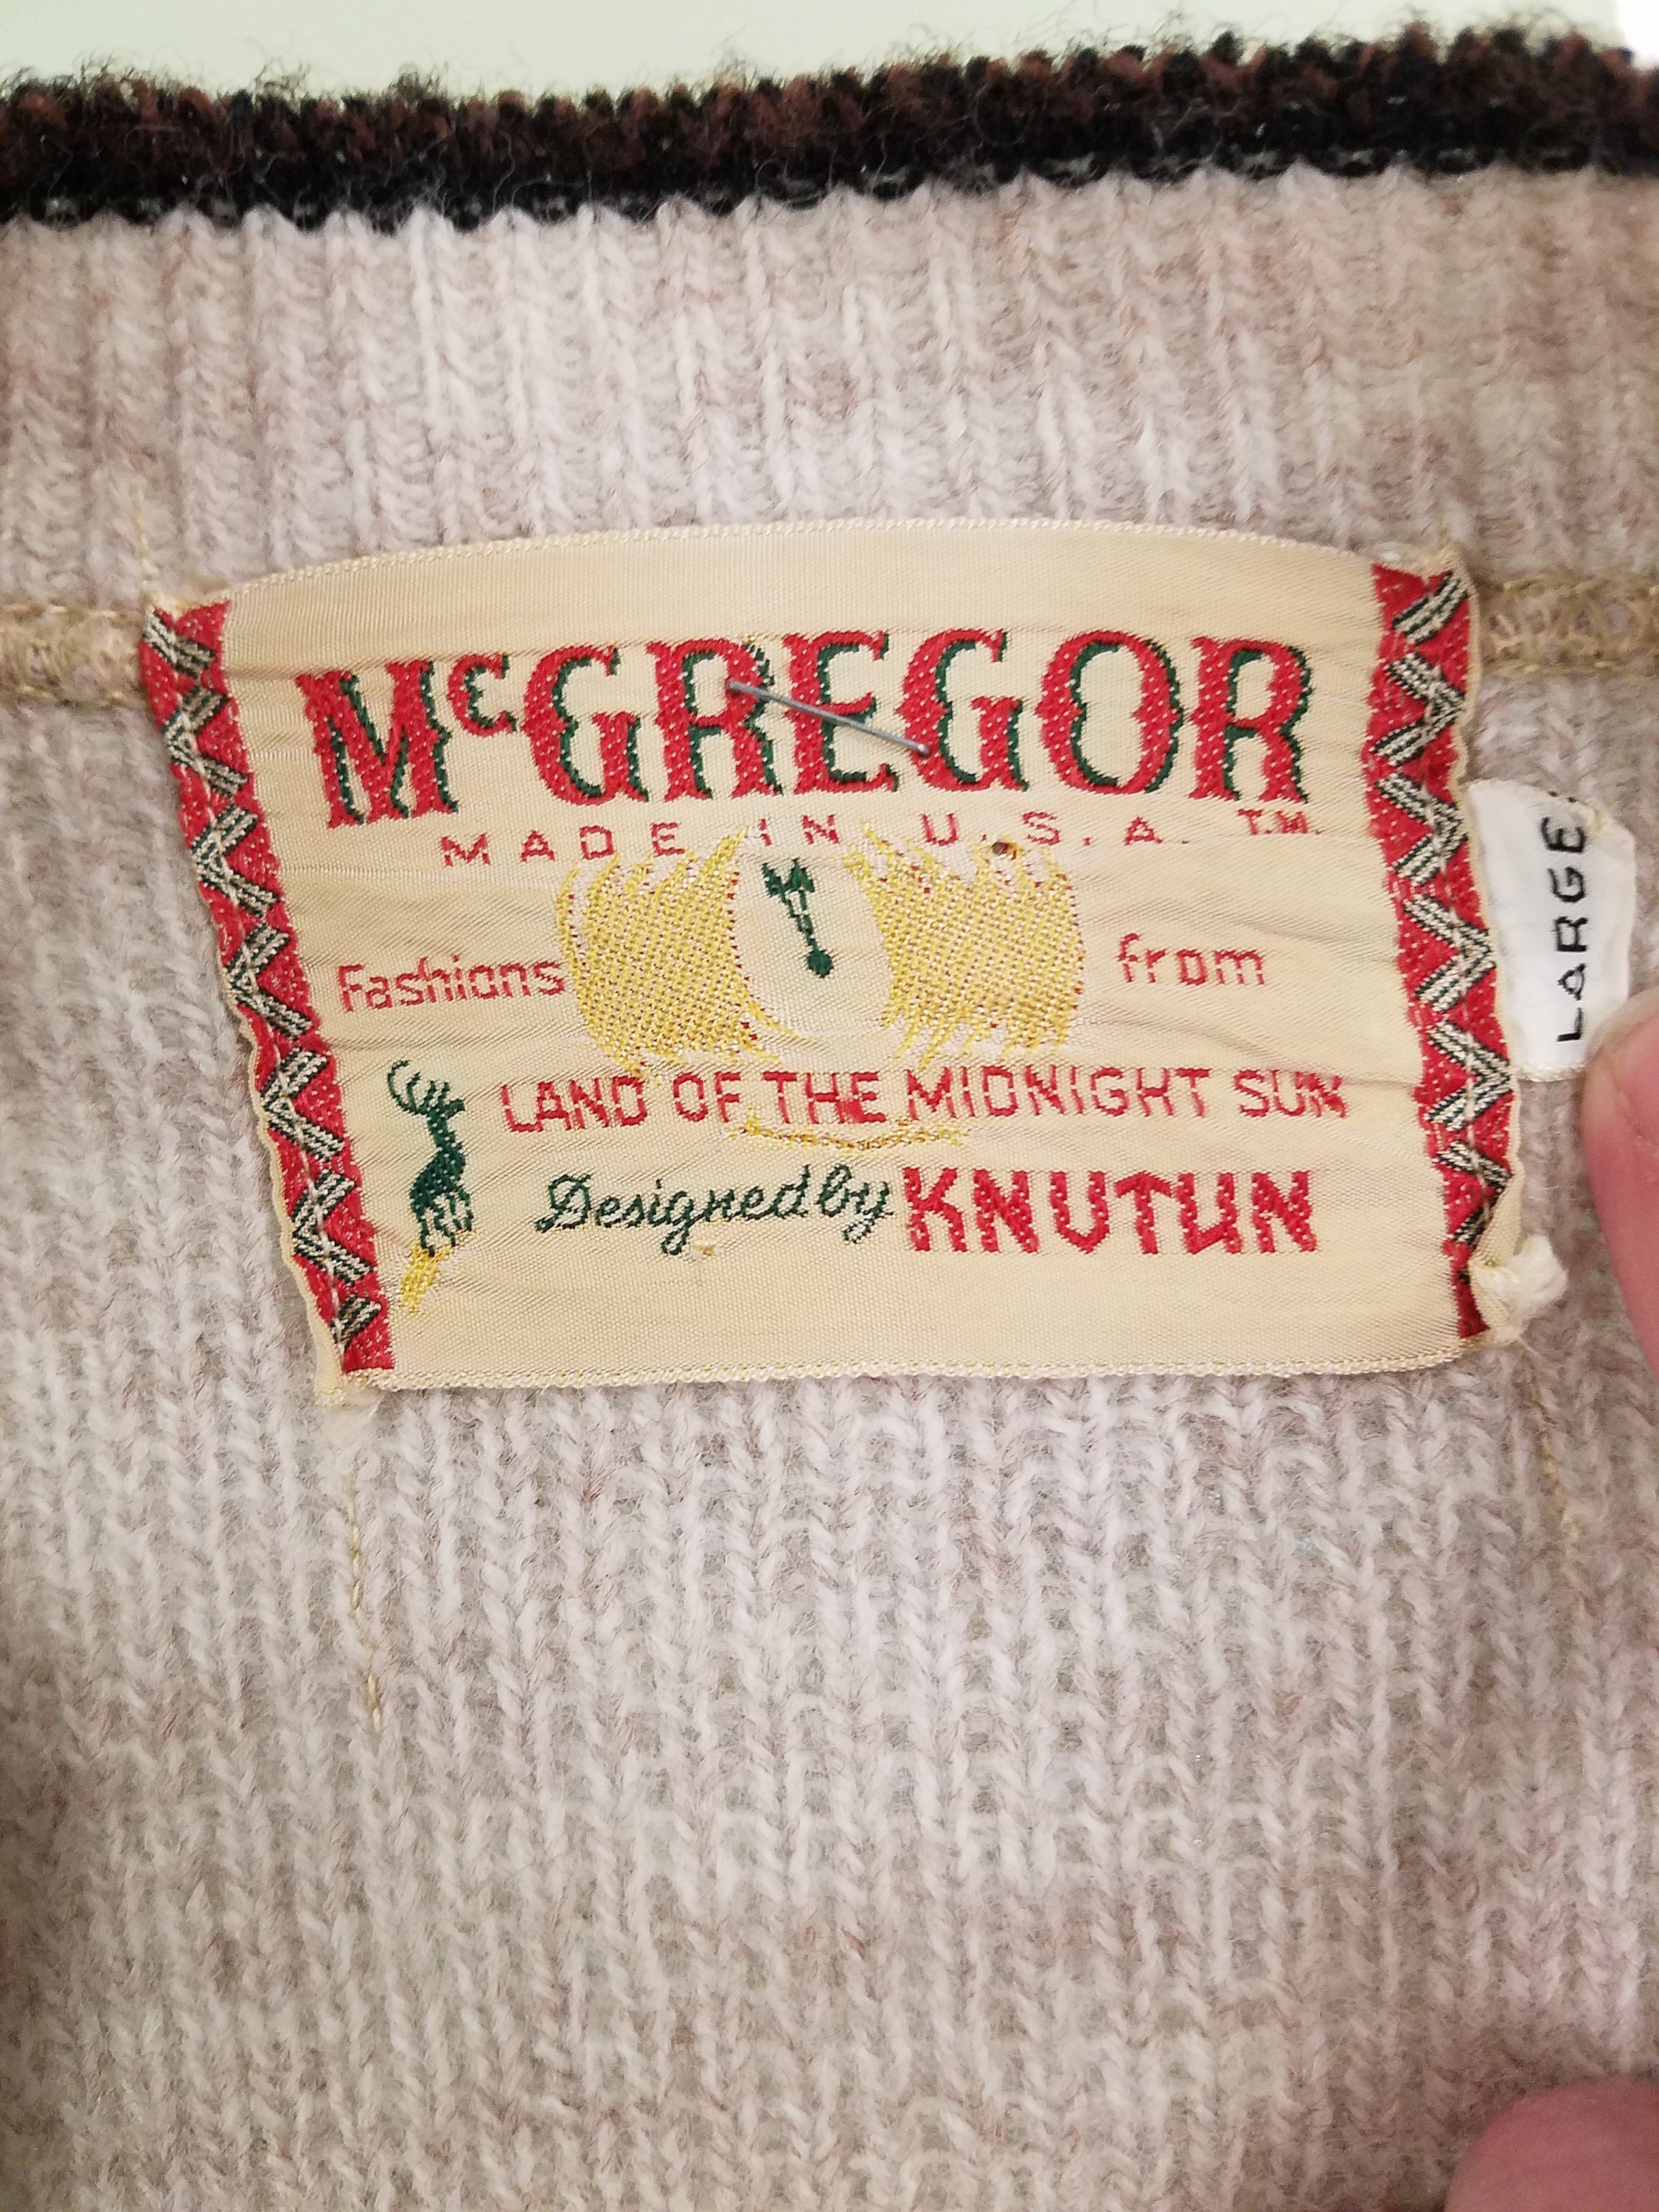 McGREGOR
MADE IN U.S.A. T.M.
Fashions from
LAND OF THE MIDNIGHT SUN
Designed by KNUTUN
LARGE